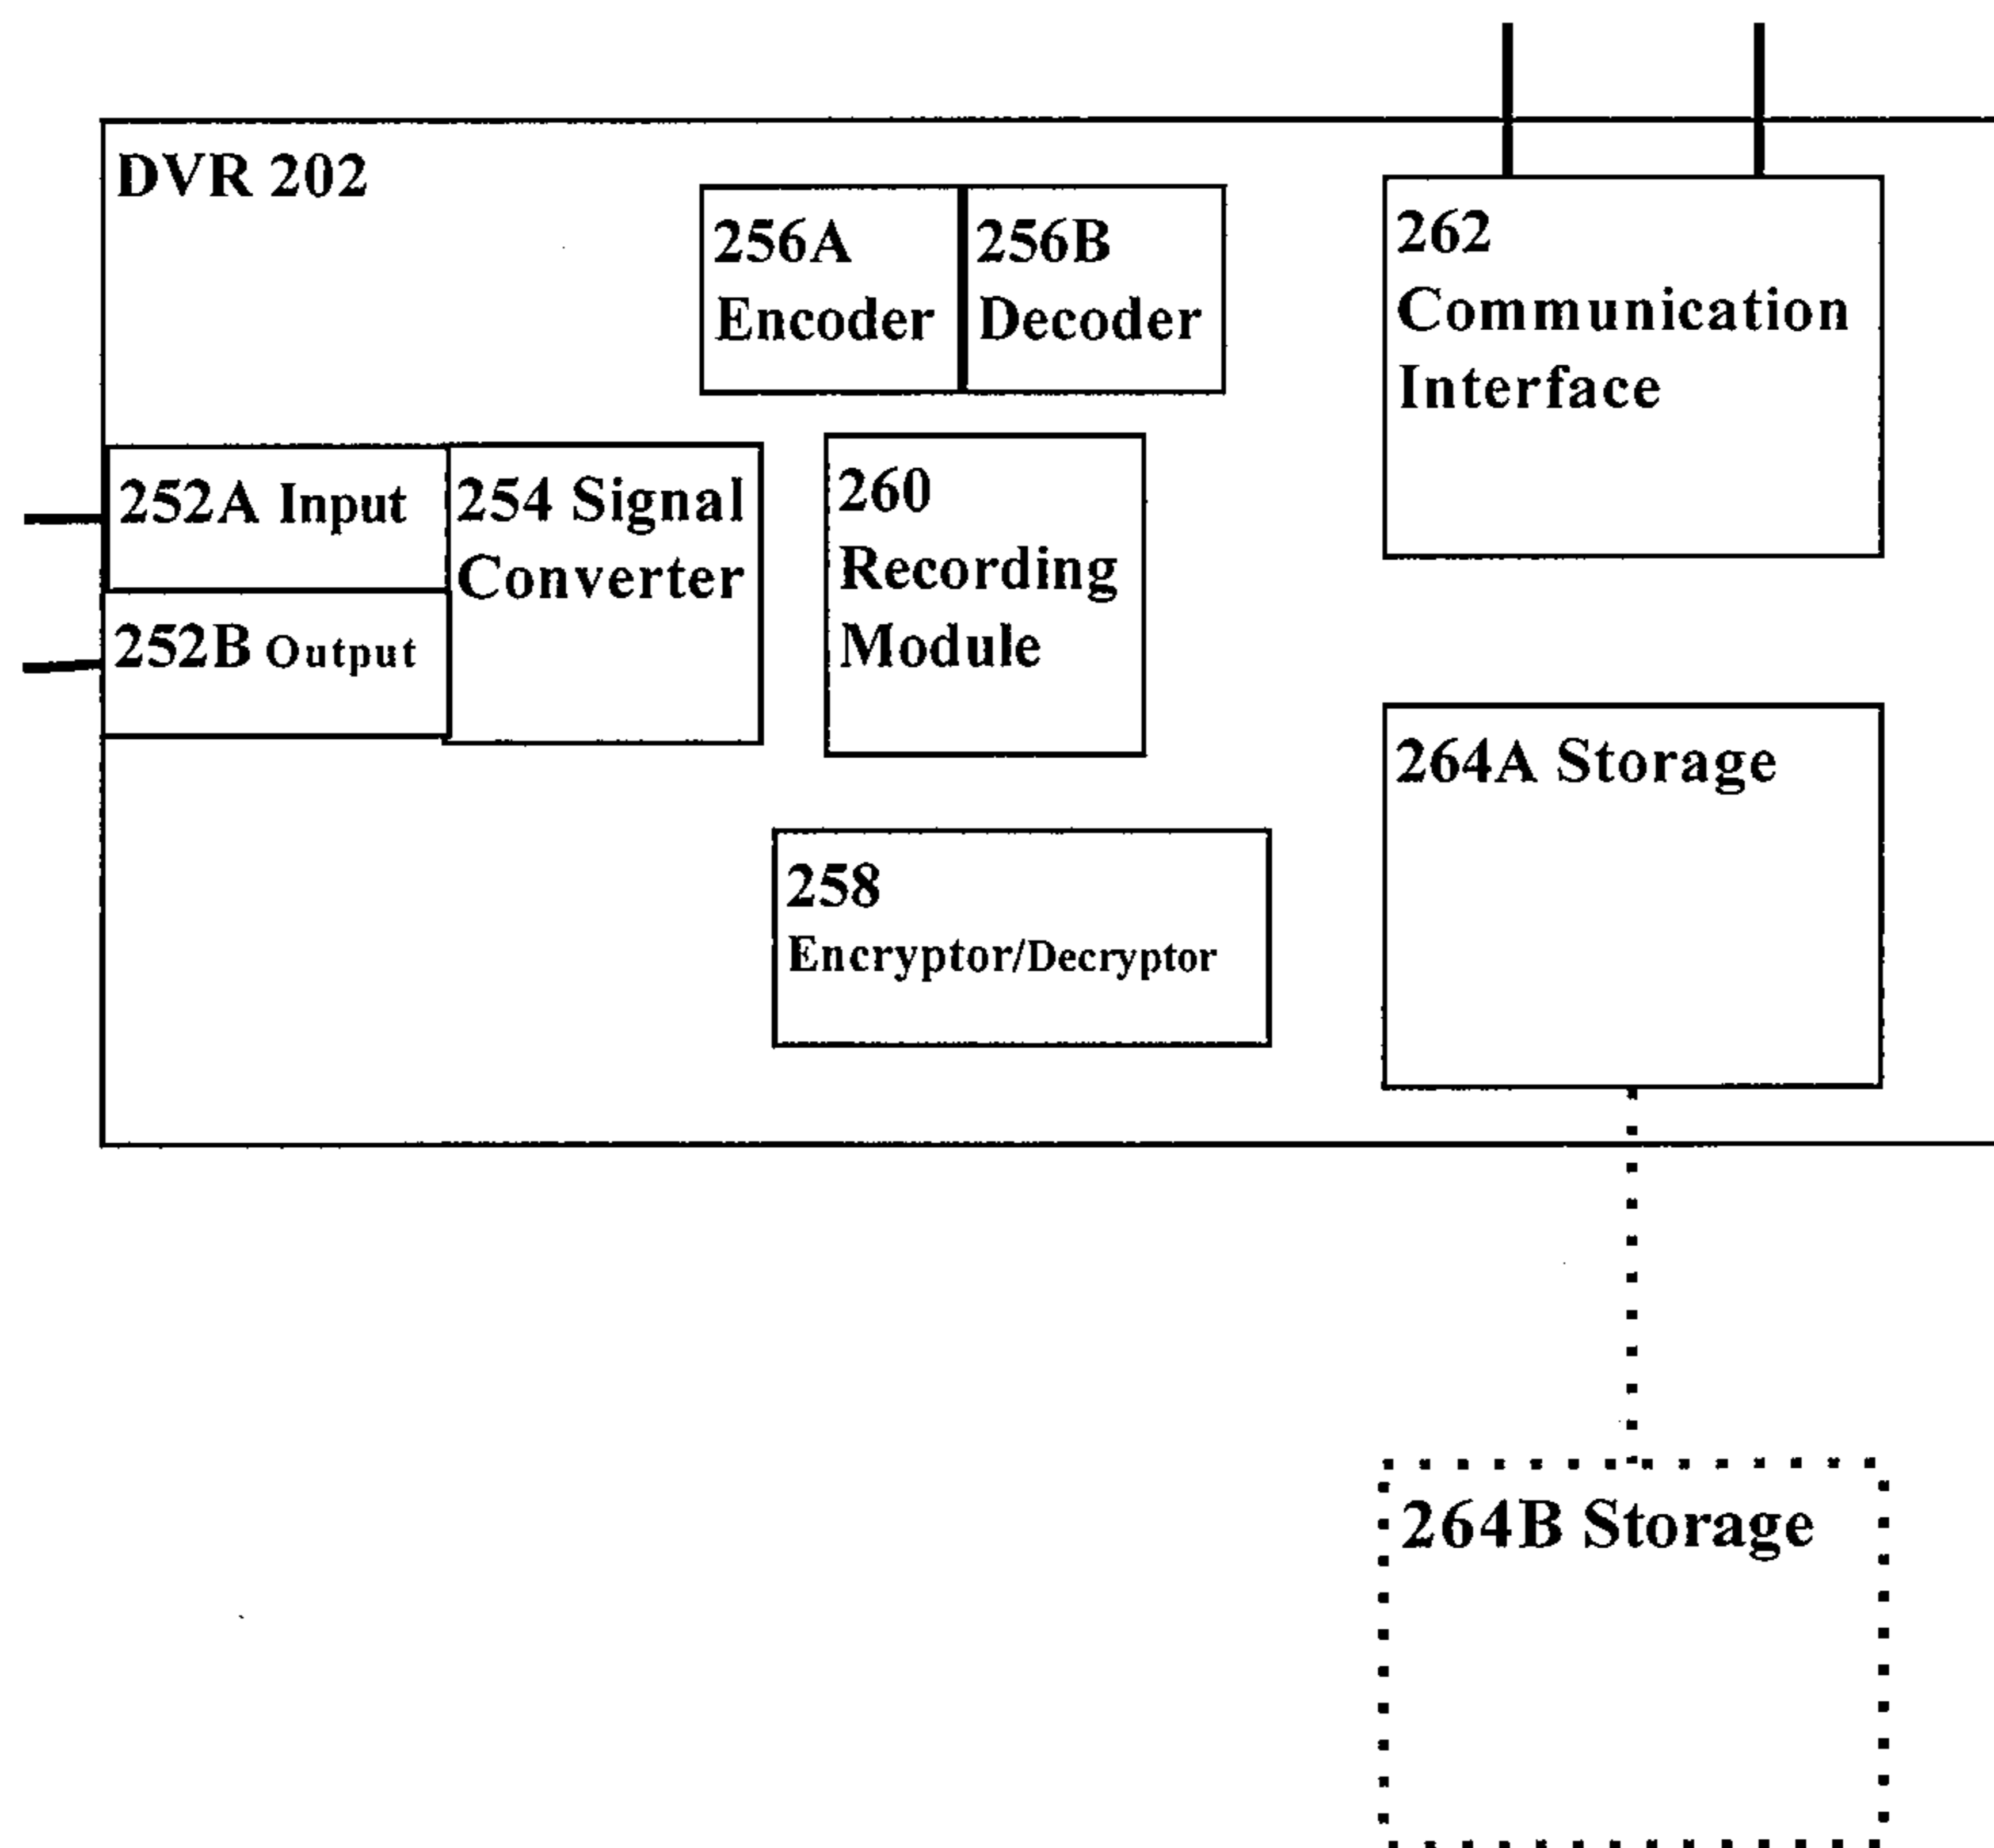 DVR 202
256A
Encoder
256B
Decoder
262
Communication
Interface
252A Input
252B Output
254 Signal
Converter
260
Recording
Module
264A Storage
258
Encryptor/Decryptor
264B Storage